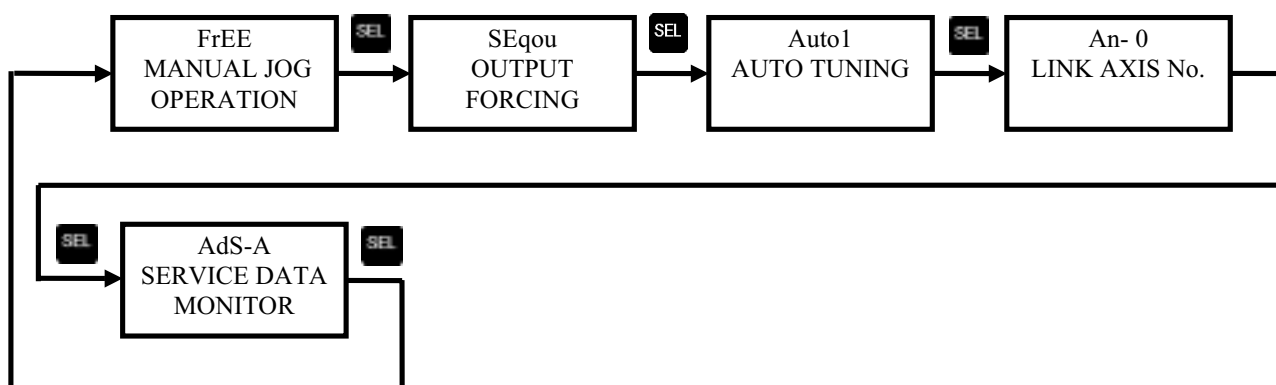 FrEE
MANUAL JOG
OPERATION
SEL
SEqou
OUTPUT
FORCING
SEL
Auto1
AUTO TUNING
SEL
An- 0
LINK AXIS No.
SEL
AdS-A
SERVICE DATA
MONITOR
SEL